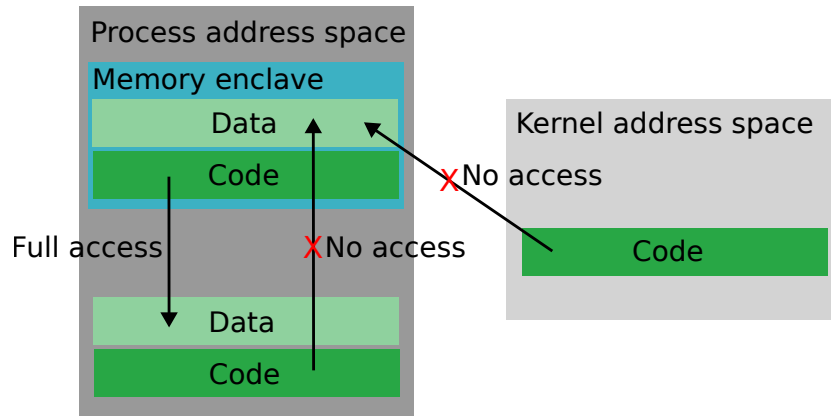 Process address space
Memory enclave
Data
Code
Kernel address space
X No access
Code
Full access
X No access
Data
Code